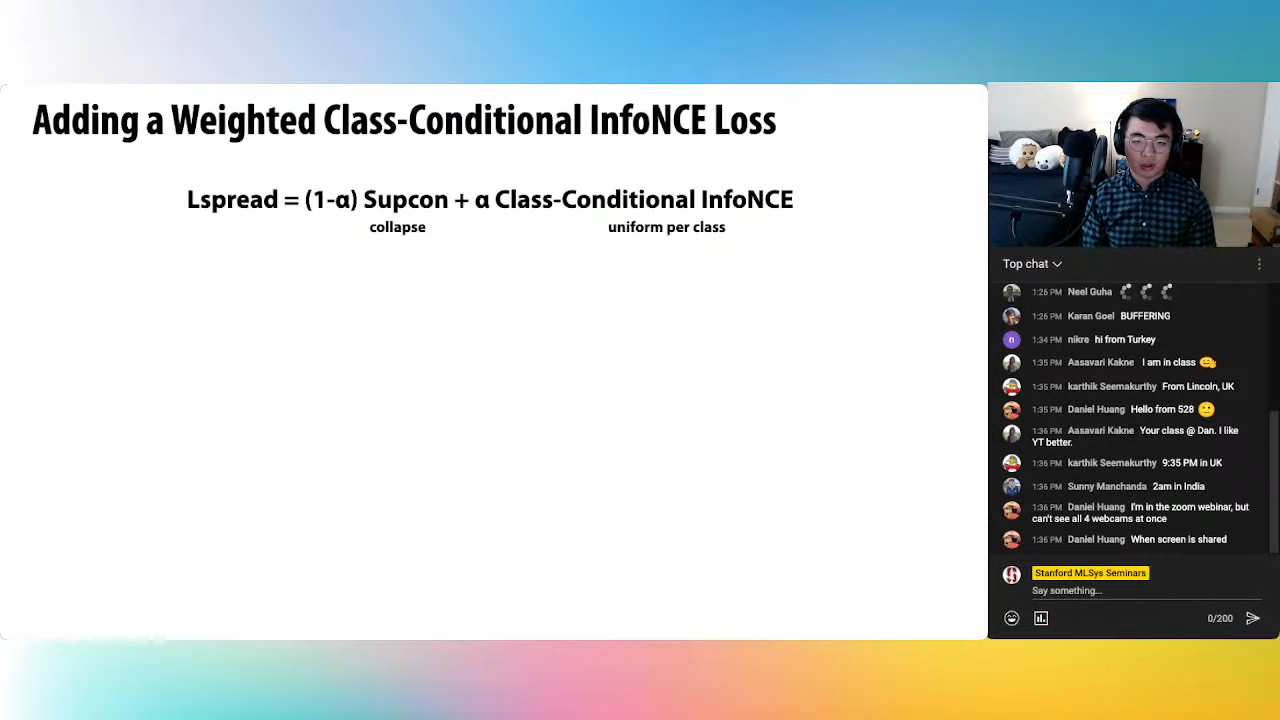 Adding a Weighted Class-Conditional InfoNCE Loss
Lspread = (1-α) Supcon + α Class-Conditional InfoNCE
collapse
uniform per class
Top chat
1:26 PM Neel Guha
1:26 PM Karan Goel BUFFERING
n 1:34 PM nikre hi from Turkey
1:35 PM Aasavari Kakne I am in class
1:35 PM karthik Seemakurthy From Lincoln, UK
1:35 PM Daniel Huang Hello from 528
1:36 PM Aasavari Kakne Your class @ Dan. I like
YT better.
1:36 PM karthik Seemakurthy 9:35 PM in UK
1:36 PM Sunny Manchanda 2am in India
1:36 PM Daniel Huang I'm in the zoom webinar, but
can't see all 4 webcams at once
1:36 PM Daniel Huang When screen is shared
Stanford MLSys Seminars
Say something...
0/200